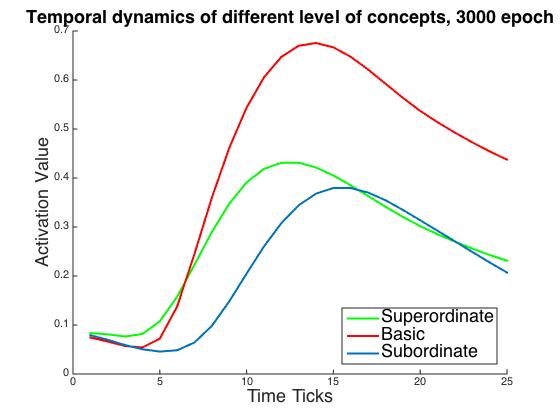 Temporal dynamics of different level of concepts, 3000 epoch
0.7
0.6
0.5
0.4
0.3
0.2
0.1
0
Activation Value
Superordinate
Basic
Subordinate
0 5 10 15 20 25
Time Ticks